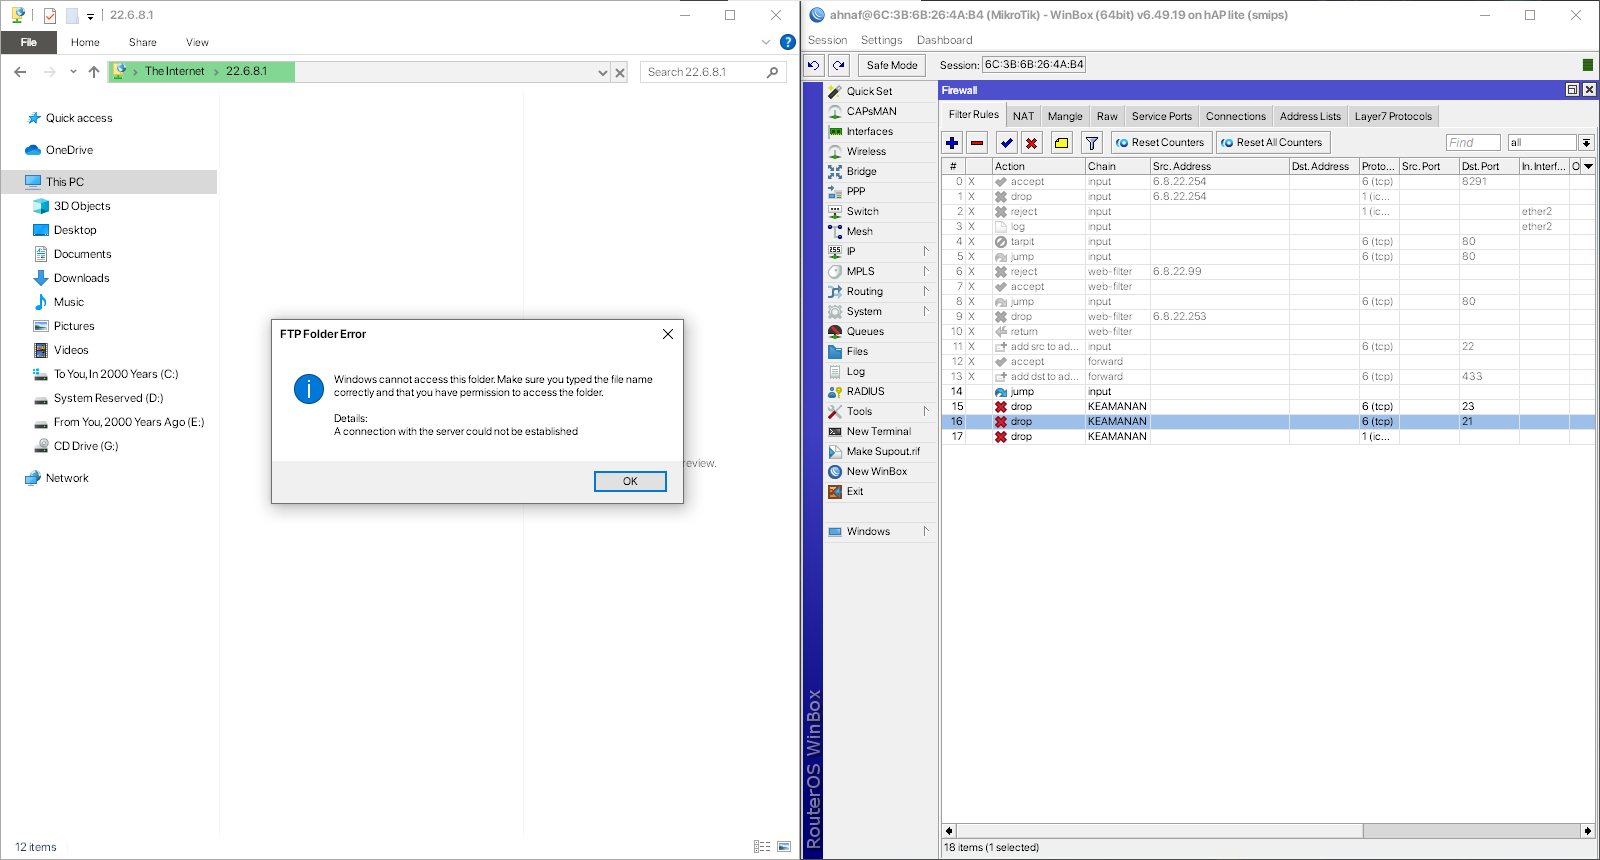 22.6.8.1
File Home Share View
The Internet 22.6.8.1
Search 22.6.8.1
Quick access
OneDrive
This PC
3D Objects
Desktop
Documents
Downloads
Music
Pictures
Videos
To You, In 2000 Years (C:)
System Reserved (D:)
From You, 2000 Years Ago (E:)
CD Drive (G:)
Network
review.
12 items
FTP Folder Error
Windows cannot access this folder. Make sure you typed the file name
correctly and that you have permission to access the folder.
Details:
A connection with the server could not be established
OK
ahnaf@6C:3B:6B:26:4A:B4 (MikroTik) - WinBox (64bit) v6.49.19 on hAP lite (smips)
Session Settings Dashboard
Safe Mode Session: 6C:3B:6B:26:4A:B4
RouterOS WinBox
Quick Set
CAPsMAN
Interfaces
Wireless
Bridge
PPP
Switch
Mesh
IP
MPLS
Routing
System
Queues
Files
Log
RADIUS
Tools
New Terminal
Make Supout.rif
New WinBox
Exit
Windows
Firewall
Filter Rules NAT Mangle Raw Service Ports Connections Address Lists Layer7 Protocols
Reset Counters Reset All Counters Find all
# Action Chain Src. Address Dst. Address Proto... Src. Port Dst. Port In. Interf... O
0 X accept input 6.8.22.254 6 (tcp) 8291
1 X drop input 6.8.22.254 1 (ic...
2 X reject input 1 (ic... ether2
3 X log input ether2
4 X tarpit input 6 (tcp) 80
5 X jump input 6 (tcp) 80
6 X reject web-filter 6.8.22.99
7 X accept web-filter
8 X jump input 6 (tcp) 80
9 X drop web-filter 6.8.22.253
10 X return web-filter
11 X add src to ad... input 6 (tcp) 22
12 X accept forward
13 X add dst to ad... forward 6 (tcp) 433
14 jump input
15 drop KEAMANAN 6 (tcp) 23
16 drop KEAMANAN 6 (tcp) 21
17 drop KEAMANAN 1 (ic...
18 items (1 selected)